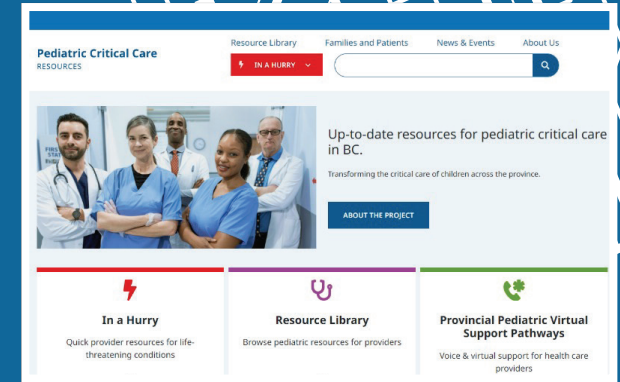 Resource Library Families and Patients News & Events About Us
Pediatric Critical Care
RESOURCES
IN A HURRY
Up-to-date resources for pediatric critical care
in BC.
Transforming the critical care of children across the province.
ABOUT THE PROJECT
In a Hurry
Quick provider resources for life-
threatening conditions
Resource Library
Browse pediatric resources for providers
Provincial Pediatric Virtual
Support Pathways
Voice & virtual support for health care
providers